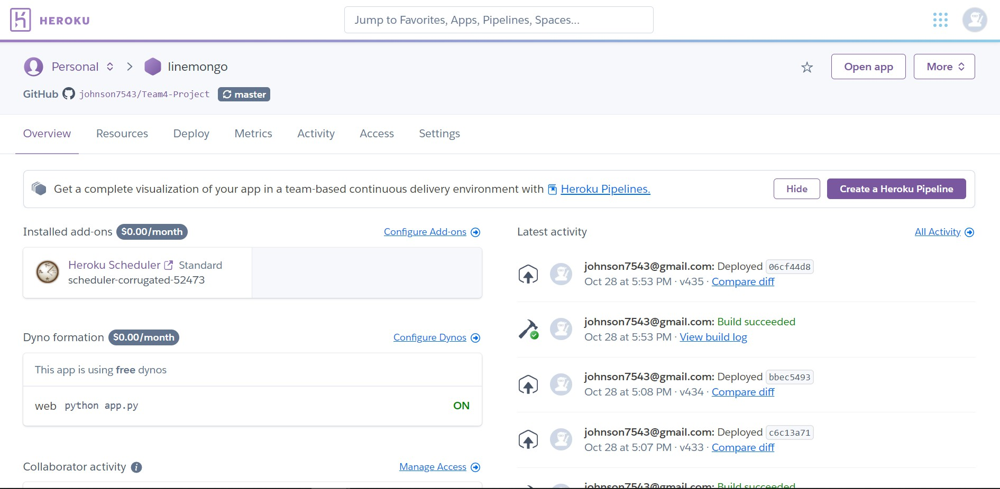 HEROKU
Jump to Favorites, Apps, Pipelines, Spaces...
Personal
linemongo
Open app
More
GitHub johnson7543/Team4-Project master
Overview Resources Deploy Metrics Activity Access Settings
Get a complete visualization of your app in a team-based continuous delivery environment with Heroku Pipelines.
Hide
Create a Heroku Pipeline
Installed add-ons $0.00/month
Configure Add-ons
Heroku Scheduler Standard
scheduler-corrugated-52473
Dyno formation $0.00/month
Configure Dynos
This app is using free dynos
web python app.py ON
Collaborator activity i
Manage Access
Latest activity
All Activity
johnson7543@gmail.com: Deployed 06cf44d8
Oct 28 at 5:53 PM · v435 · Compare diff
johnson7543@gmail.com: Build succeeded
Oct 28 at 5:53 PM · View build log
johnson7543@gmail.com: Deployed bbec5493
Oct 28 at 5:08 PM · v434 · Compare diff
johnson7543@gmail.com: Deployed c6c13a71
Oct 28 at 5:07 PM · v433 · Compare diff
johnson7543@gmail.com: Build succeeded